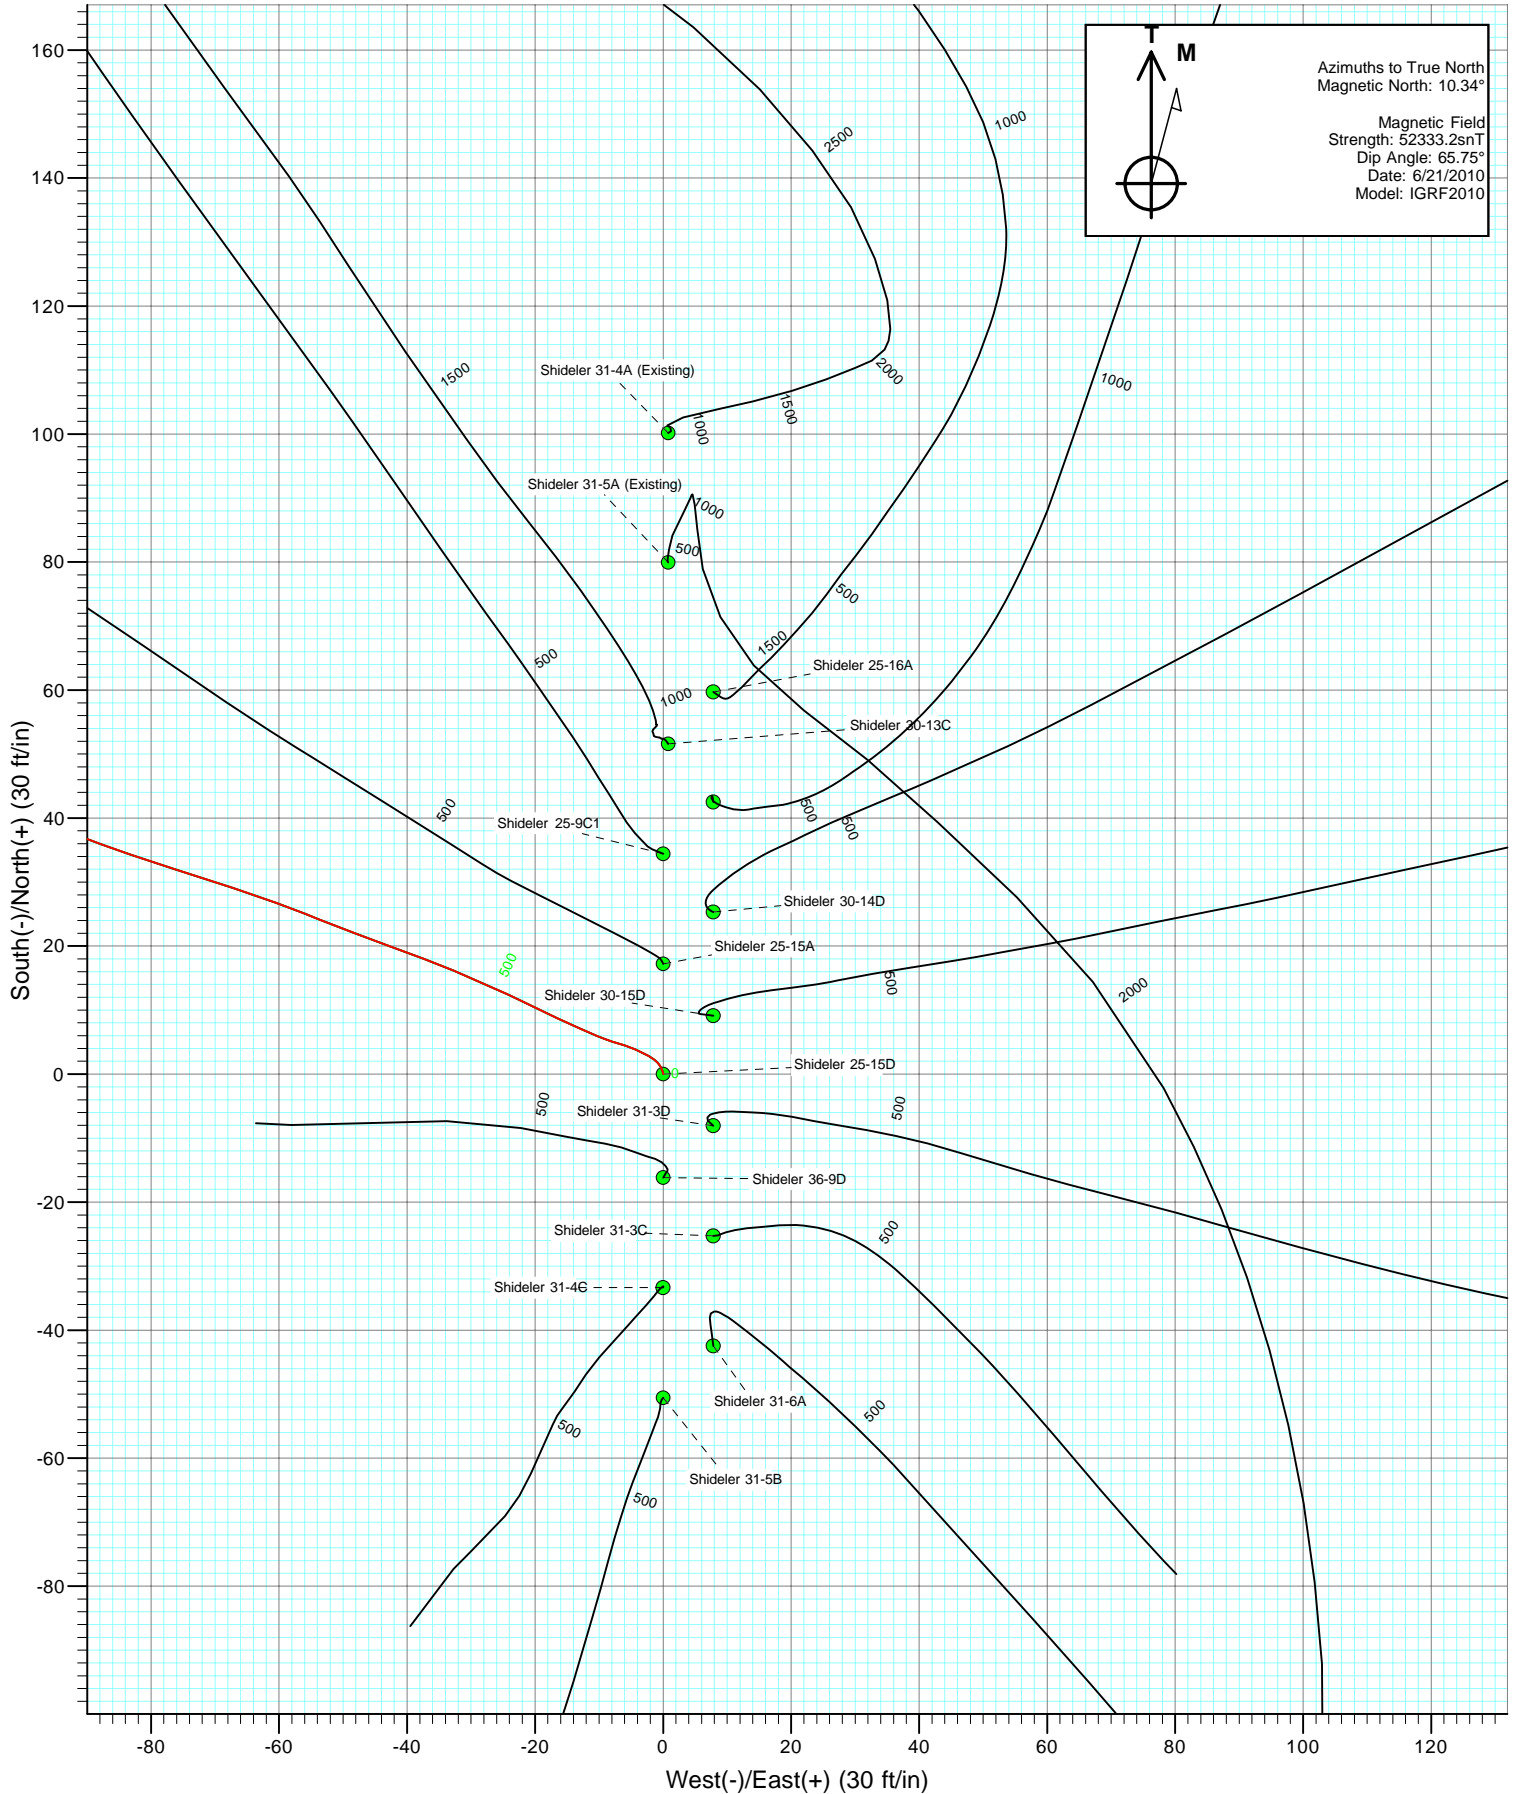 T
M
Azimuths to True North
Magnetic North: 10.34°
Magnetic Field
Strength: 52333.2snT
Dip Angle: 65.75°
Date: 6/21/2010
Model: IGRF2010
160
140
120
100
80
60
40
20
0
-20
-40
-60
-80
South(-)/North(+) (30 ft/in)
2500
1000
1500
Shideler 31-4A (Existing)
2000
1000
1500
1000
Shideler 31-5A (Existing)
1000
500
500
500
1500
Shideler 25-16A
1000
Shideler 30-13C
500
500
500
Shideler 25-9C1
Shideler 30-14D
Shideler 25-15A
500
500
Shideler 30-15D
2000
Shideler 25-15D
0
500
Shideler 31-3D
500
Shideler 36-9D
Shideler 31-3C
500
Shideler 31-4C
Shideler 31-6A
500
500
Shideler 31-5B
500
-80
-60
-40
-20
0
20
40
60
80
100
120
West(-)/East(+) (30 ft/in)